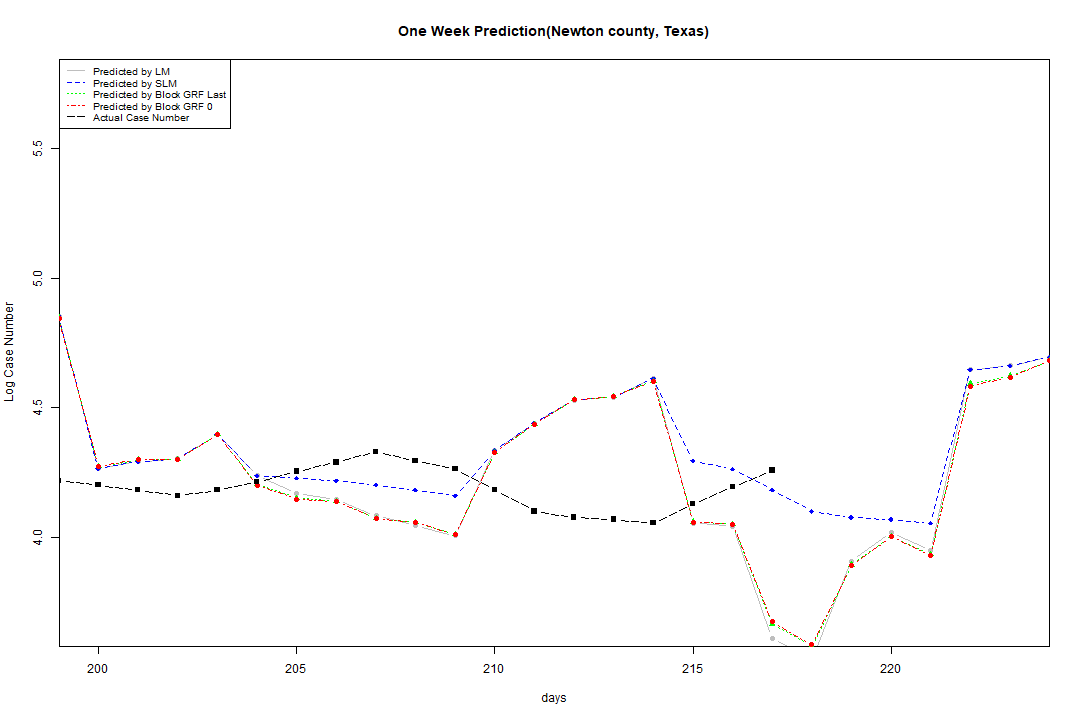 One Week Prediction(Newton county, Texas)
Predicted by LM
Predicted by SLM
Predicted by Block GRF Last
Predicted by Block GRF 0
Actual Case Number
5.5
5.0
4.5
4.0
Log Case Number
200 205 210 215 220
days